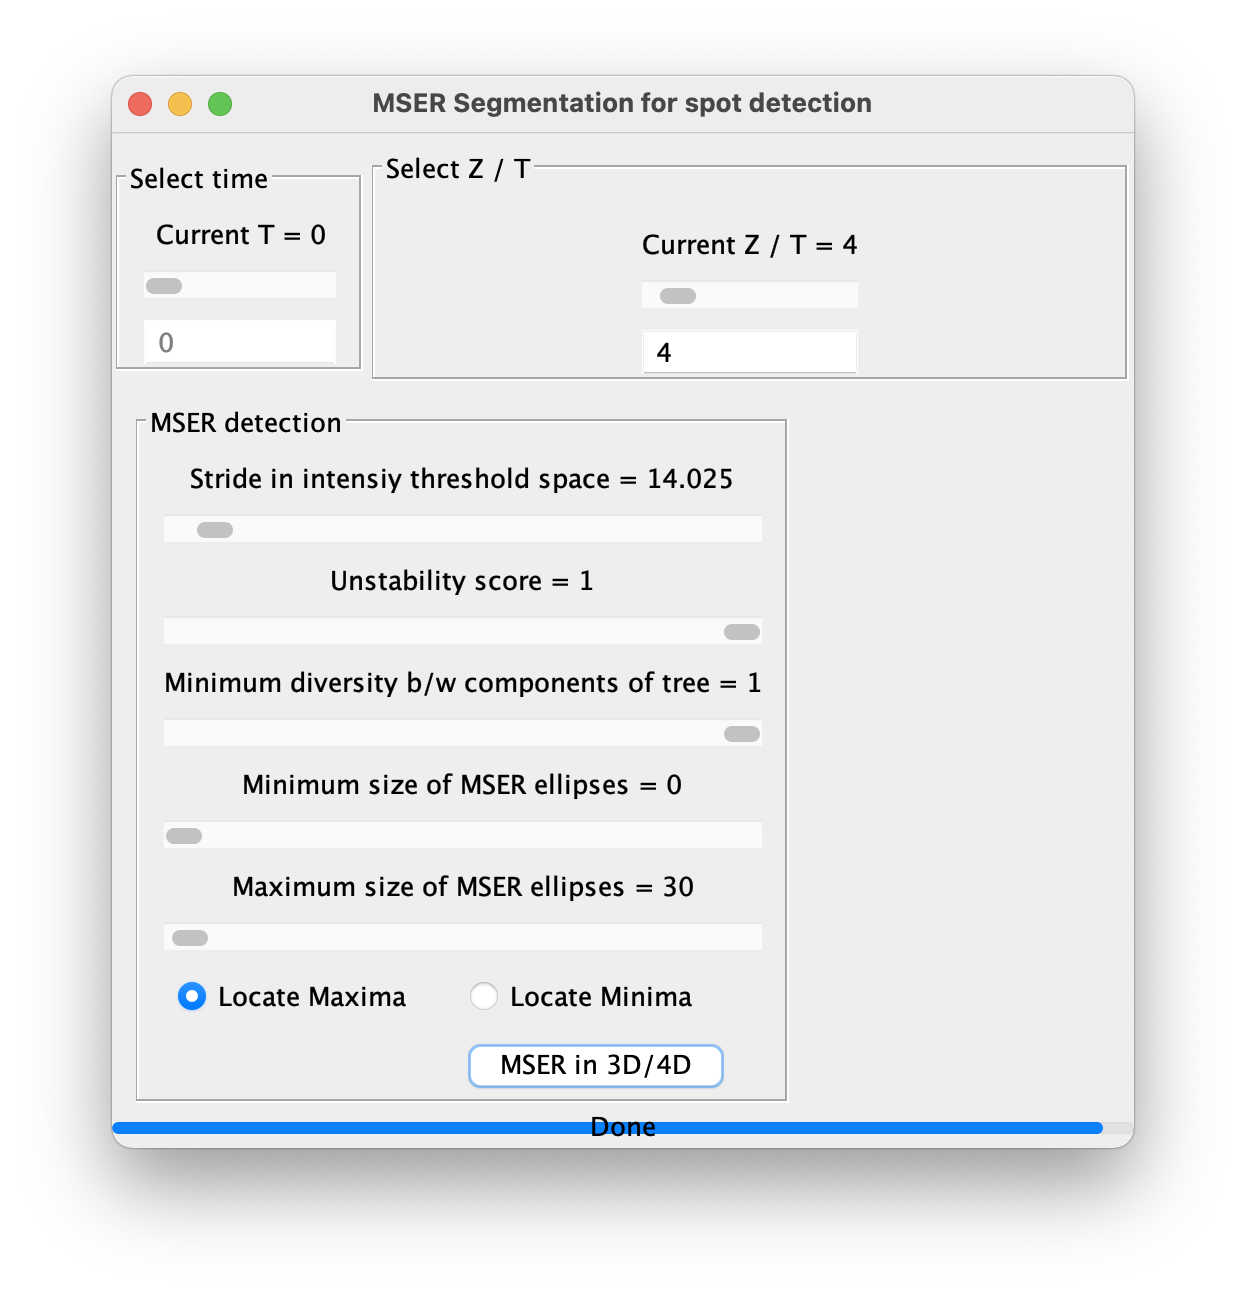 MSER Segmentation for spot detection
Select time
Current T = 0
0
Select Z / T
Current Z / T = 4
4
MSER detection
Stride in intensiy threshold space = 14.025
Unstability score = 1
Minimum diversity b/w components of tree = 1
Minimum size of MSER ellipses = 0
Maximum size of MSER ellipses = 30
Locate Maxima
Locate Minima
MSER in 3D/4D
Done